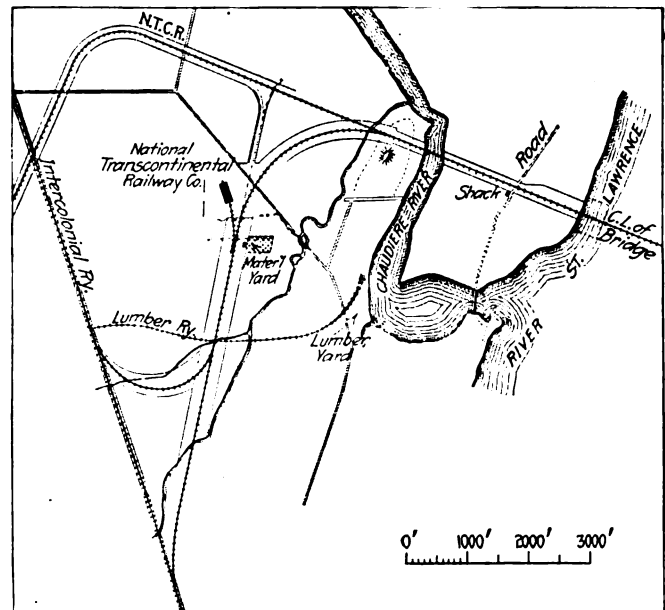 N.T.C.R.
National
Transcontinental
Railway Co.
Intercolonial Ry.
Mater'l
Yard
Lumber Ry.
Lumber
Yard
CHAUDIERE RIVER
Shack
Road
C.L. of
Bridge
RIVER ST. LAWRENCE
0' 1000' 2000' 3000'